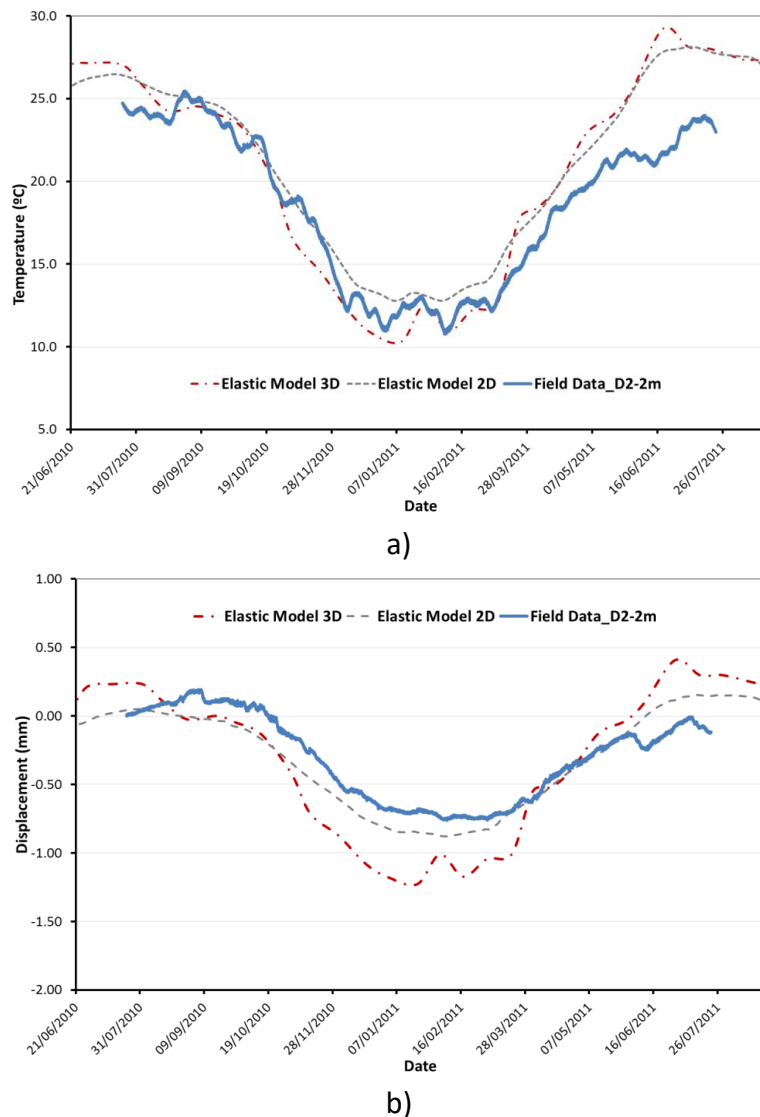 30.0
25.0
20.0
15.0
10.0
5.0
Temperature (ºC)
Elastic Model 3D Elastic Model 2D Field Data_D2-2m
21/06/2010 31/07/2010 09/09/2010 19/10/2010 28/11/2010 07/01/2011 16/02/2011 28/03/2011 07/05/2011 16/06/2011 26/07/2011
Date
a)
1.00
0.50
0.00
-0.50
-1.00
-1.50
-2.00
Displacement (mm)
Elastic Model 3D Elastic Model 2D Field Data_D2-2m
21/06/2010 31/07/2010 09/09/2010 19/10/2010 28/11/2010 07/01/2011 16/02/2011 28/03/2011 07/05/2011 16/06/2011 26/07/2011
Date
b)